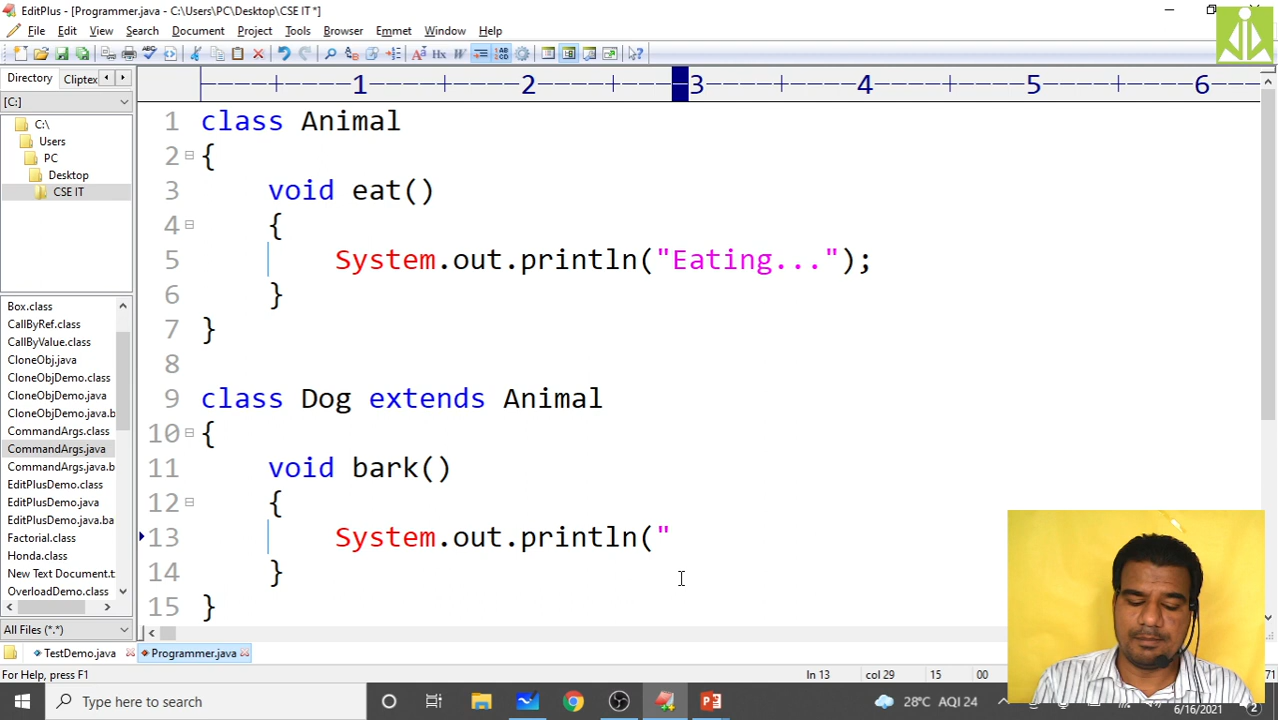 EditPlus - [Programmer.java - C:\Users\PC\Desktop\CSE IT *]
File Edit View Search Document Project Tools Browser Emmet Window Help
Directory Cliptex
[C:]
C:\
Users
PC
Desktop
CSE IT
Box.class
CallByRef.class
CallByValue.class
CloneObj.java
CloneObjDemo.class
CloneObjDemo.java
CloneObjDemo.java.b
CommandArgs.class
CommandArgs.java
CommandArgs.java.b
EditPlusDemo.class
EditPlusDemo.java
EditPlusDemo.java.ba
Factorial.class
Honda.class
New Text Document.t
OverloadDemo.class
All Files (*.*)
1 2 3 4 5 6
1 class Animal
2 {
3 void eat()
4 {
5 System.out.println("Eating...");
6 }
7 }
8
9 class Dog extends Animal
10 {
11 void bark()
12 {
13 System.out.println("
14 }
15 }
TestDemo.java Programmer.java
For Help, press F1 ln 13 col 29 15 00 71
Type here to search
28°C AQI 24
6/16/2021
2